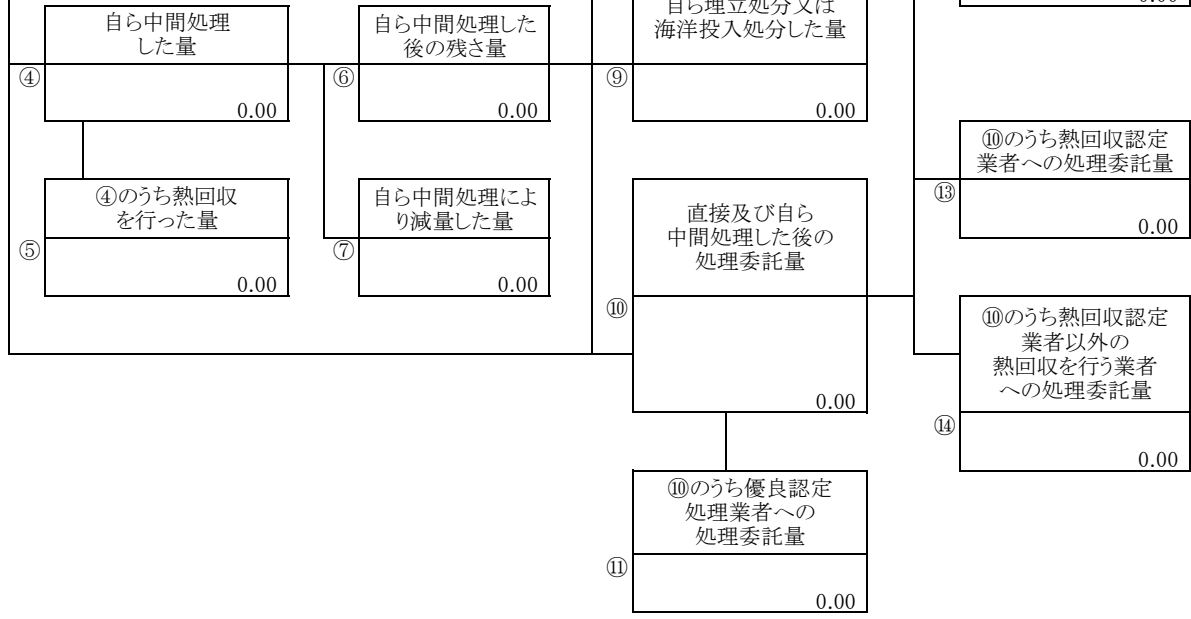 自ら中間処理
した量
④
0.00
自ら中間処理した
後の残さ量
⑥
0.00
自ら埋立処分又は
海洋投入処分した量
⑨
0.00
0.00
④のうち熱回収
を行った量
⑤
0.00
自ら中間処理によ
り減量した量
⑦
0.00
直接及び自ら
中間処理した後の
処理委託量
⑩
0.00
⑩のうち熱回収認定
業者への処理委託量
⑬
0.00
⑩のうち熱回収認定
業者以外の
熱回収を行う業者
への処理委託量
⑭
0.00
⑩のうち優良認定
処理業者への
処理委託量
⑪
0.00